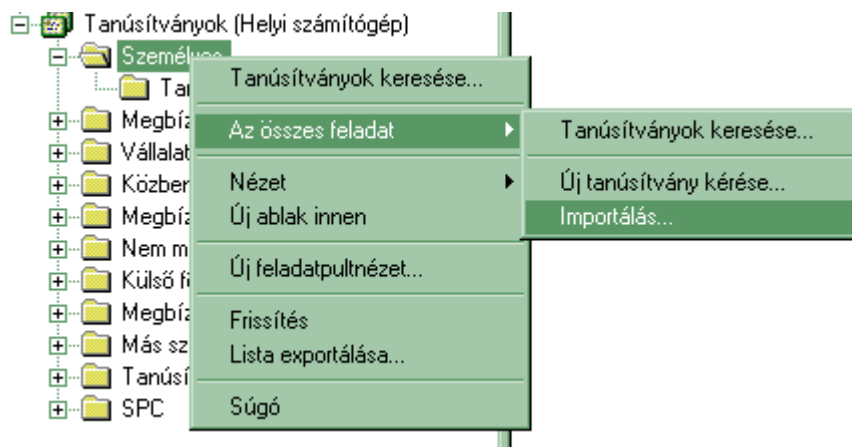 Tanúsítványok (Helyi számítógép)
Tanúsítványok keresése...
Az összes feladat
Nézet
Új ablak innen
Új feladatpultnézet...
Frissítés
Lista exportálása...
Súgó
Tanúsítványok keresése...
Új tanúsítvány kérése...
Importálás...
SPC